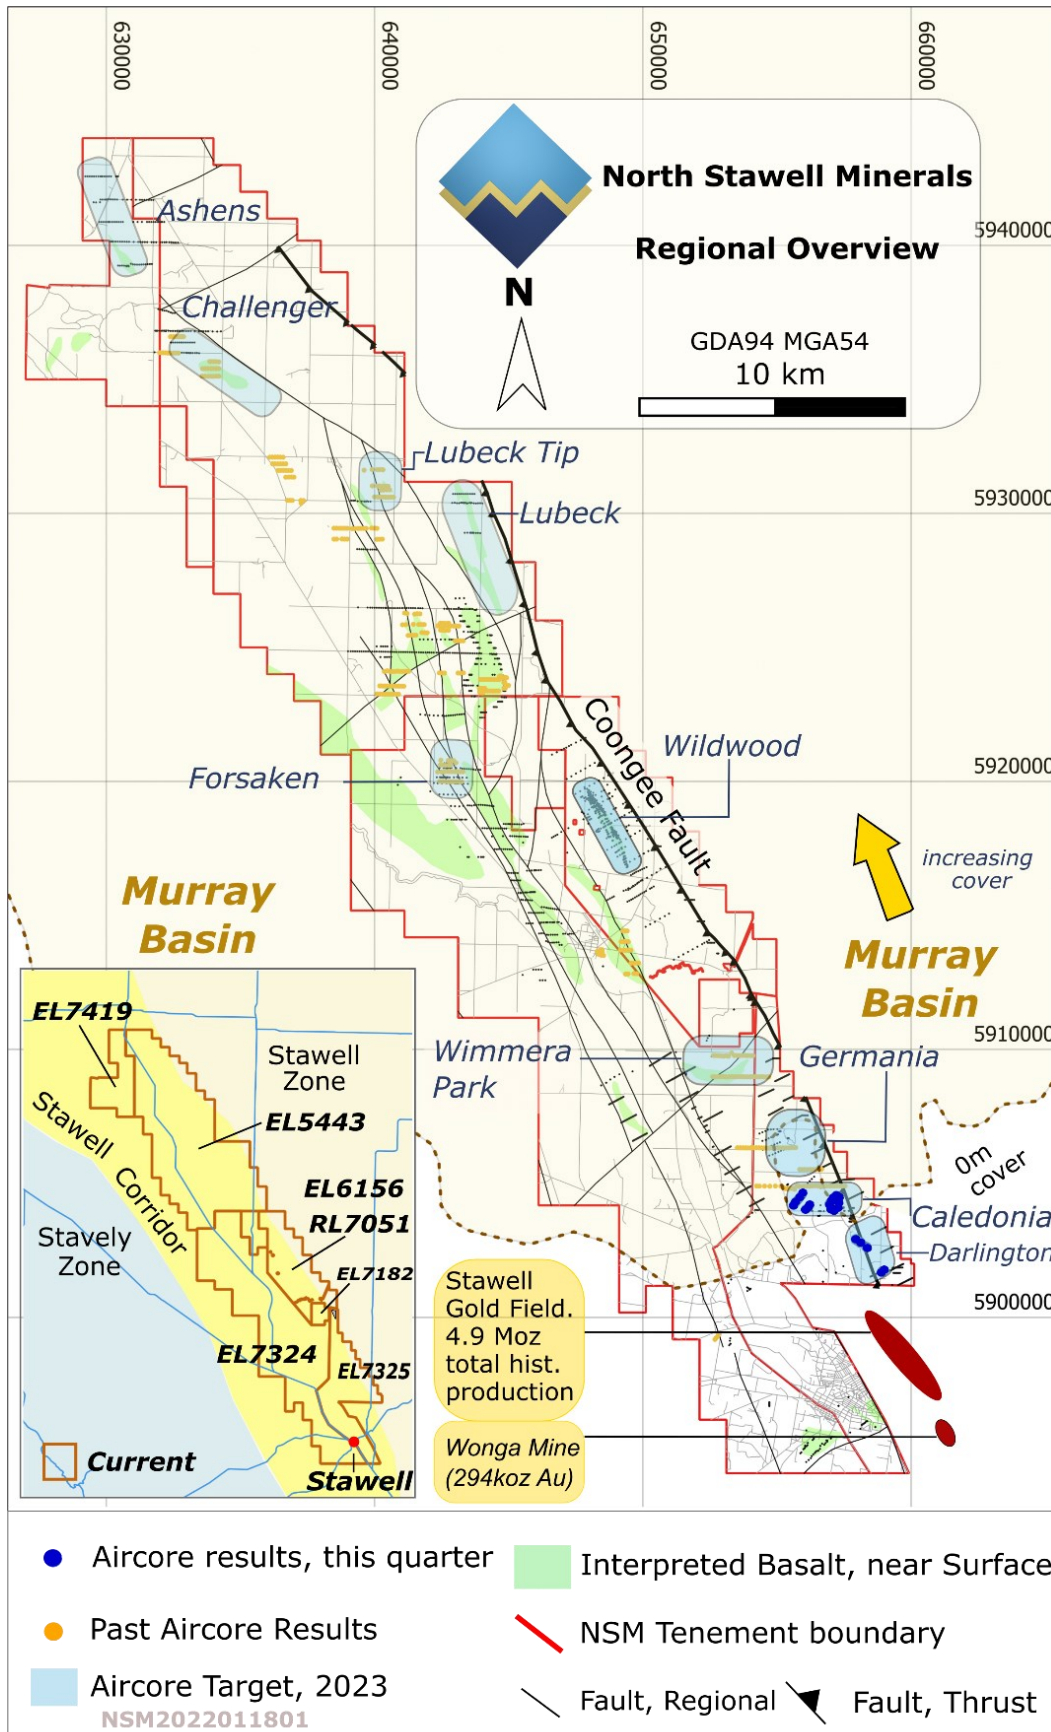 630000
640000
650000
660000
North Stawell Minerals
Regional Overview
N
GDA94 MGA54
10 km
5940000
Ashens
Challenger
Lubeck Tip
Lubeck
5930000
Coongee Fault
Wildwood
Forsaken
5920000
increasing
cover
Murray
Basin
Murray
Basin
5910000
Wimmera
Park
Germania
0m
cover
Caledonia
Darlington
5900000
EL7419
Stawell
Zone
EL5443
Stawell Corridor
EL6156
RL7051
Stavely
Zone
EL7182
EL7324
EL7325
Current
Stawell
Stawell
Gold Field.
4.9 Moz
total hist.
production
Wonga Mine
(294koz Au)
Aircore results, this quarter
Interpreted Basalt, near Surface
Past Aircore Results
NSM Tenement boundary
Aircore Target, 2023
Fault, Regional
Fault, Thrust
NSM2022011801